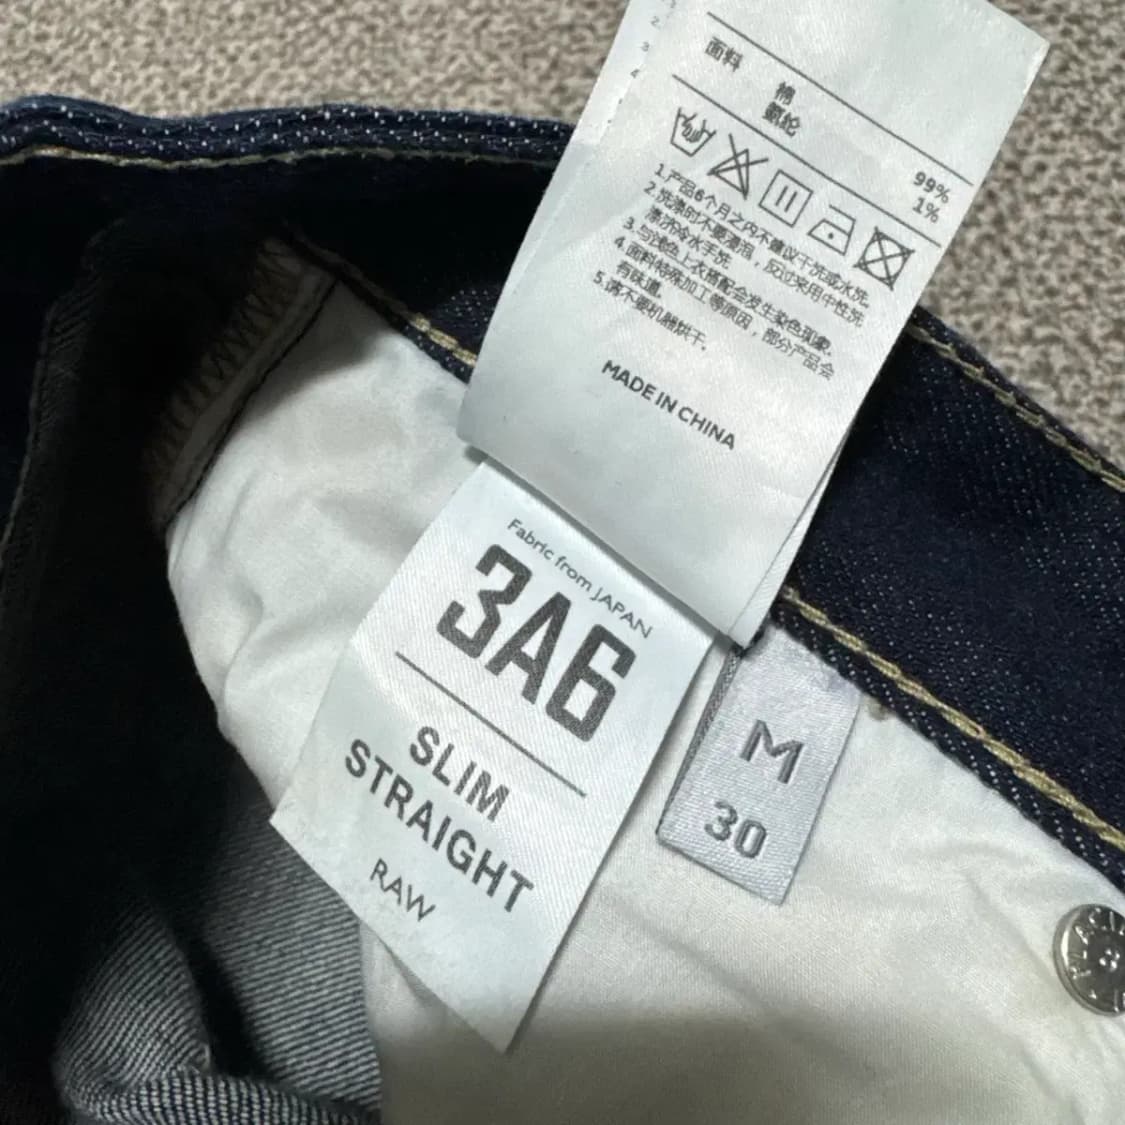 面料
棉 99%
氨纶 1%
1.产品6个月之内不建议干洗或水洗.
2.洗涤时不要浸泡，反过来用中性洗
涤冷水手洗.
3.与浅色上衣搭配会发生染色现象.
4.面料特殊加工等原因，部分产品会
有味道.
5.请不要机器烘干.
MADE IN CHINA
Fabric from JAPAN
3A6
SLIM
STRAIGHT
RAW
M
30